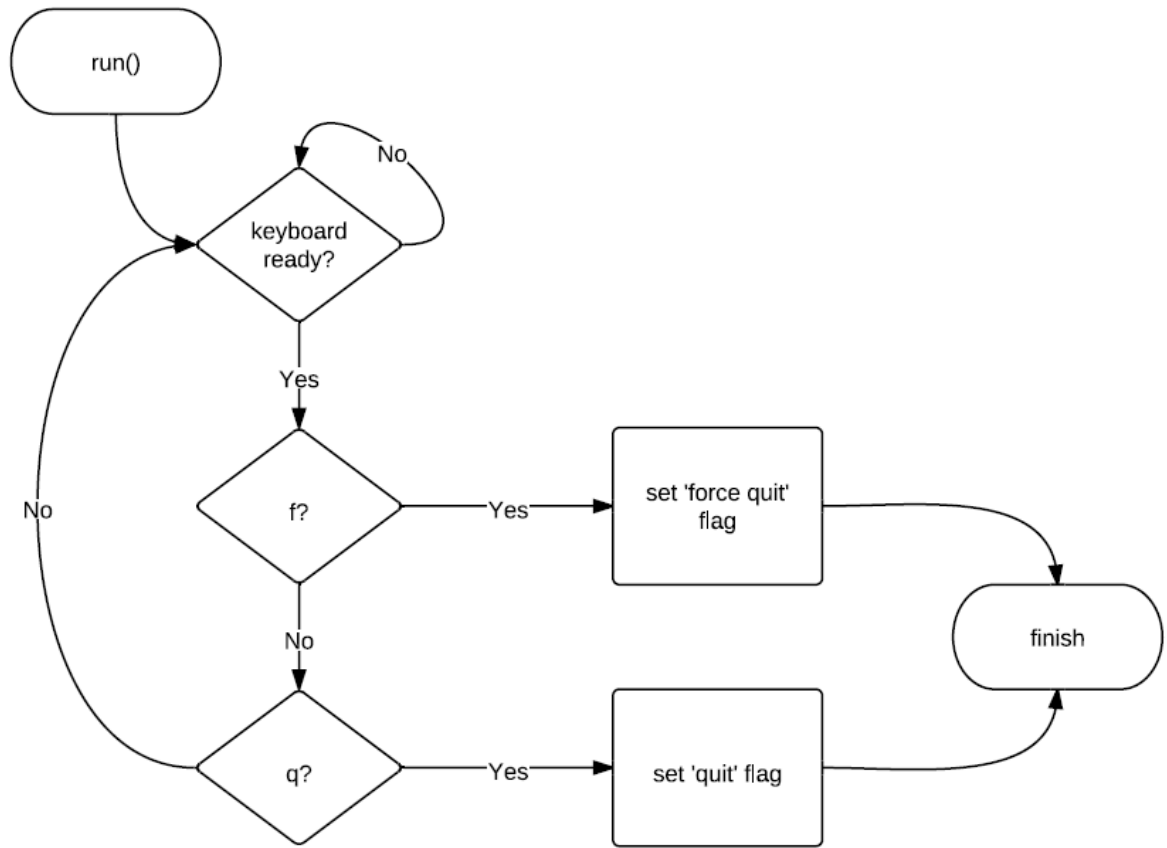 run()
No
keyboard
ready?
Yes
f?
Yes
set 'force quit'
flag
No
No
finish
q?
Yes
set 'quit' flag